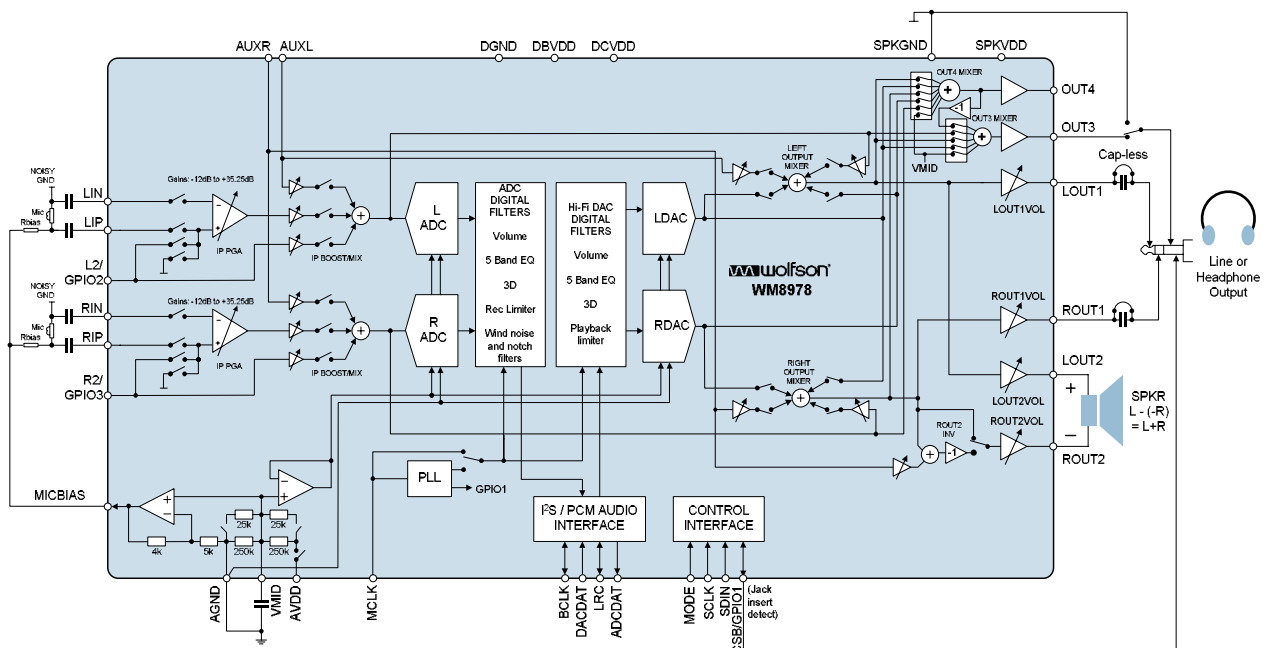 AUXR AUXL
DGND
DBVDD
DCVDD
SPKGND
SPKVDD
OUT4 MIXER
+
-1
OUT3 MIXER
+
VMID
OUT4
OUT3
Cap-less
LOUT1
LOUT1VOL
Line or
Headphone
Output
NOISY
GND
LIN
Mic
Rbias
LIP
L2/
GPIO2
Gains: -12dB to +35.25dB
-
+
IP PGA
+
IP BOOST/MIX
NOISY
GND
RIN
Mic
Rbias
RIP
R2/
GPIO3
Gains: -12dB to +35.25dB
-
+
IP PGA
+
IP BOOST/MIX
L
ADC
R
ADC
ADC
DIGITAL
FILTERS
Volume
5 Band EQ
3D
Rec Limiter
Wind noise
and notch
filters
Hi-Fi DAC
DIGITAL
FILTERS
Volume
5 Band EQ
3D
Playback
limiter
LDAC
RDAC
LEFT
OUTPUT
MIXER
+
wolfson
WM8978
RIGHT
OUTPUT
MIXER
+
ROUT1VOL
ROUT1
LOUT2
LOUT2VOL
ROUT2VOL
ROUT2
ROUT2
INV
+
-1
+
–
SPKR
L - (-R)
= L+R
MICBIAS
+
-
-
+
4k
5k
25k
25k
250k
250k
PLL
GPIO1
I²S / PCM AUDIO
INTERFACE
CONTROL
INTERFACE
AGND
VMID
AVDD
MCLK
BCLK
DACDAT
LRC
ADCDAT
MODE
SCLK
SDIN
CSB/GPIO1
(Jack
insert
detect)